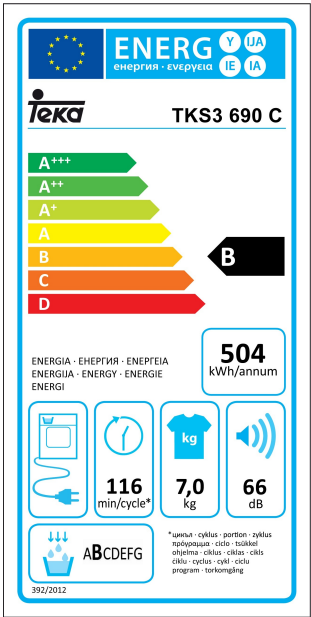 ENERG Y IJA
енергия · ενεργεια IE IA
Teka
TKS3 690 C
A+++
A++
A+
A
B
C
D
B
504
kWh/annum
ENERGIA · ЕНЕРГИЯ · ΕΝΕΡΓΕΙΑ
ENERGIJA · ENERGY · ENERGIE
ENERGI
116
min/cycle*
kg
7,0
kg
66
dB
ABCDEFG
*цикъл · cyklus · portion · zyklus
πρόγραμμα · ciclo · tsükkel
ohjelma · ciklus · ciklas · cikls
ċiklu · cyclus · cykl · ciclu
program · torkomgång
392/2012